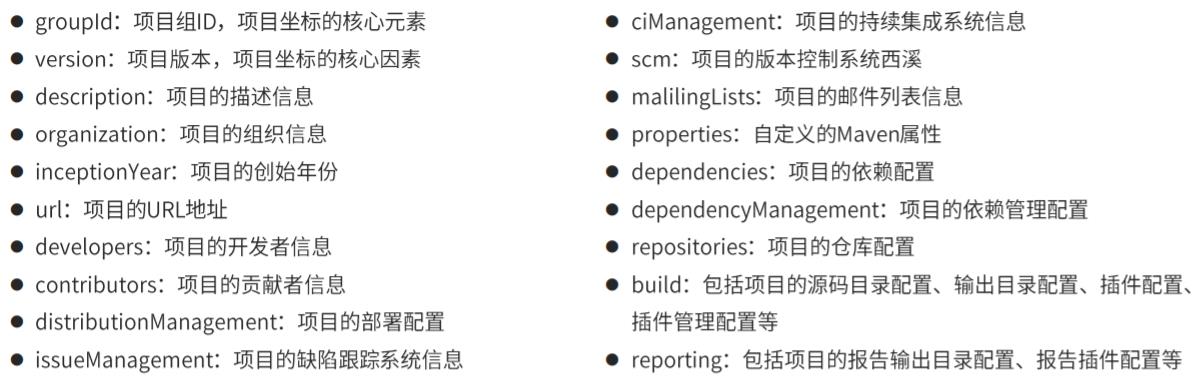 ● groupId：项目组ID，项目坐标的核心元素
● version：项目版本，项目坐标的核心因素
● description：项目的描述信息
● organization：项目的组织信息
● inceptionYear：项目的创始年份
● url：项目的URL地址
● developers：项目的开发者信息
● contributors：项目的贡献者信息
● distributionManagement：项目的部署配置
● issueManagement：项目的缺陷跟踪系统信息
● ciManagement：项目的持续集成系统信息
● scm：项目的版本控制系统西溪
● malilingLists：项目的邮件列表信息
● properties：自定义的Maven属性
● dependencies：项目的依赖配置
● dependencyManagement：项目的依赖管理配置
● repositories：项目的仓库配置
● build：包括项目的源码目录配置、输出目录配置、插件配置、
插件管理配置等
● reporting：包括项目的报告输出目录配置、报告插件配置等